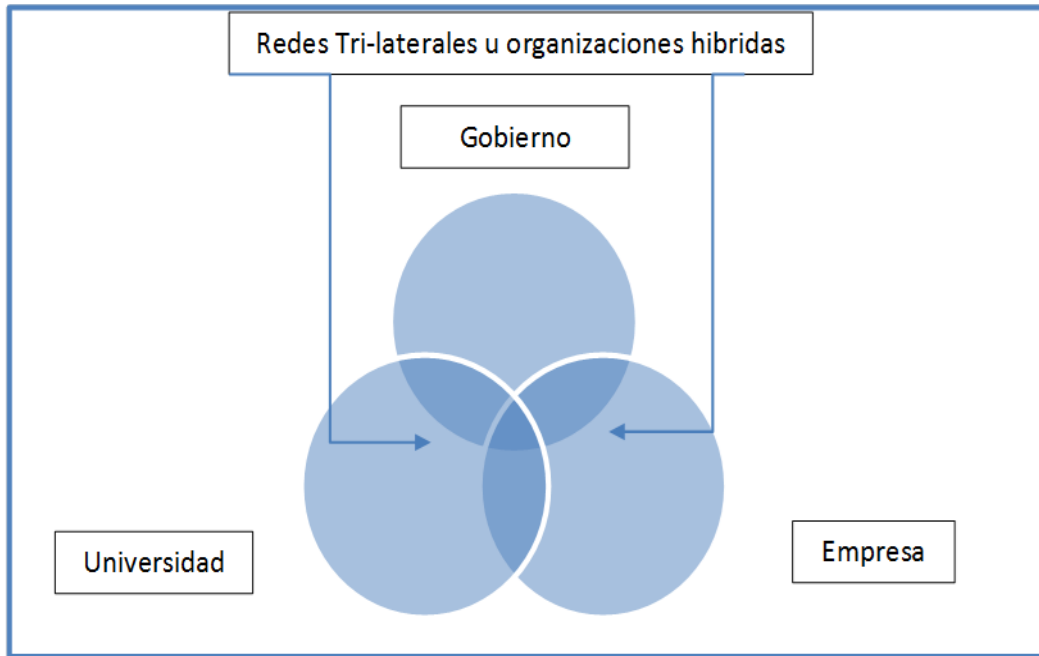 Redes Tri-laterales u organizaciones hibridas
Gobierno
Universidad
Empresa